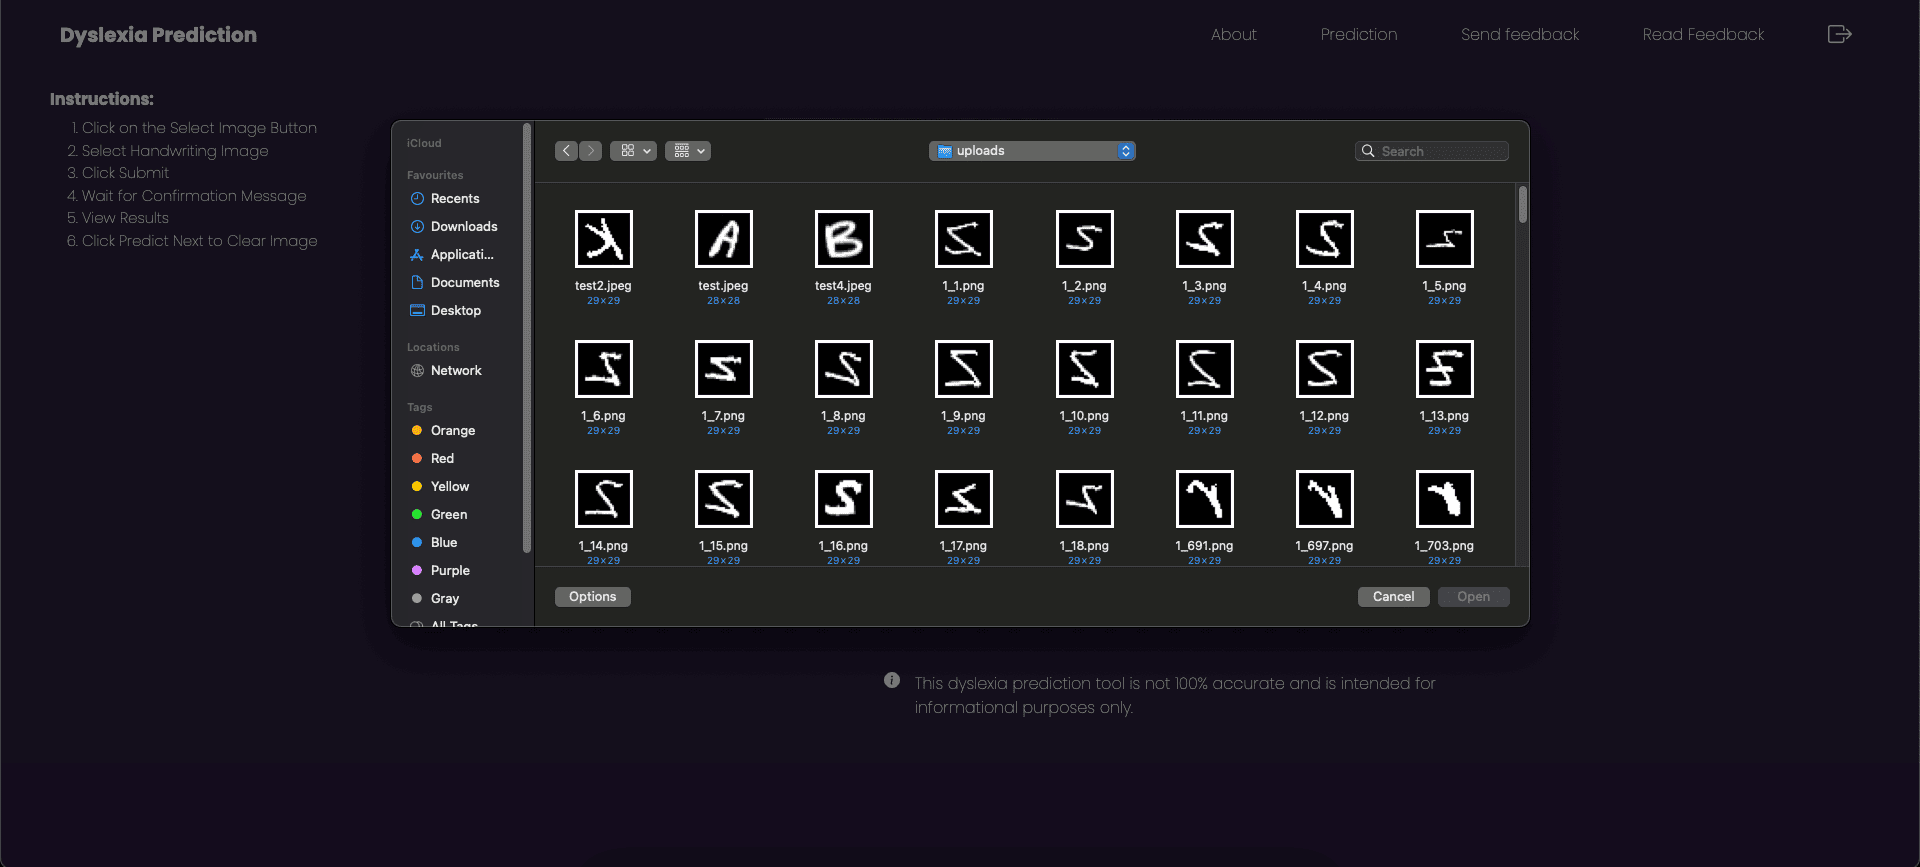 Dyslexia Prediction
About
Prediction
Send feedback
Read Feedback
Instructions:
1. Click on the Select Image Button
2. Select Handwriting Image
3. Click Submit
4. Wait for Confirmation Message
5. View Results
6. Click Predict Next to Clear Image
iCloud
Favourites
Recents
Downloads
Applicati...
Documents
Desktop
Locations
Network
Tags
Orange
Red
Yellow
Green
Blue
Purple
Gray
All Tags
uploads
Search
A
B
test2.jpeg
29×29
test.jpeg
28×28
test4.jpeg
28×28
1_1.png
29×29
1_2.png
29×29
1_3.png
29×29
1_4.png
29×29
1_5.png
29×29
1_6.png
29×29
1_7.png
29×29
1_8.png
29×29
1_9.png
29×29
1_10.png
29×29
1_11.png
29×29
1_12.png
29×29
1_13.png
29×29
1_14.png
29×29
1_15.png
29×29
1_16.png
29×29
1_17.png
29×29
1_18.png
29×29
1_691.png
29×29
1_697.png
29×29
1_703.png
29×29
Options
Cancel
Open
This dyslexia prediction tool is not 100% accurate and is intended for
informational purposes only.